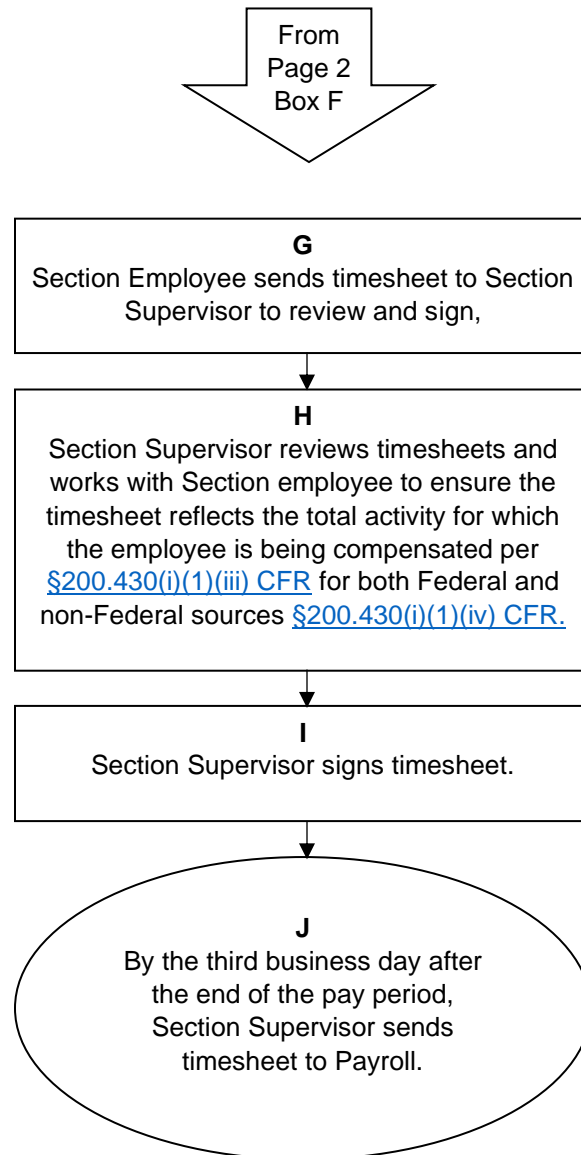 From
Page 2
Box F
G
Section Employee sends timesheet to Section
Supervisor to review and sign,
H
Section Supervisor reviews timesheets and
works with Section employee to ensure the
timesheet reflects the total activity for which
the employee is being compensated per
§200.430(i)(1)(iii) CFR for both Federal and
non-Federal sources §200.430(i)(1)(iv) CFR.
I
Section Supervisor signs timesheet.
J
By the third business day after
the end of the pay period,
Section Supervisor sends
timesheet to Payroll.